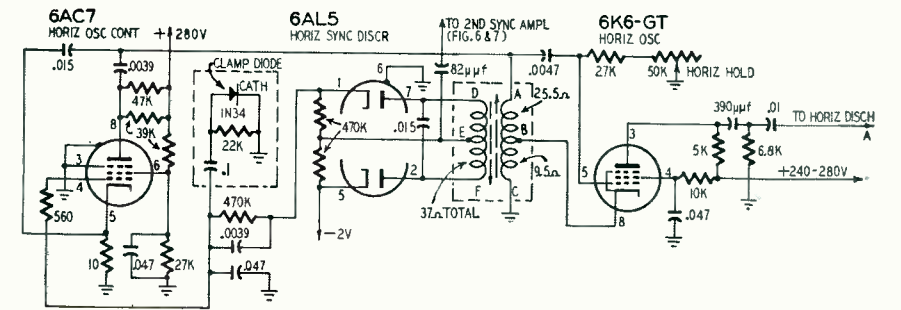 6AC7
HORIZ OSC CONT
+280V
6AL5
HORIZ SYNC DISCR
TO 2ND SYNC AMPL
(FIG. 6 & 7)
6K6-GT
HORIZ OSC
.015
.0039
47K
39K
8
3
4
6
5
560
10
.047
27K
CLAMP DIODE
CATH
1N34
22K
.1
470K
.0039
.047
1
6
7
470K
.015
5
2
-2V
82μμf
D
E
F
A
B
C
25.5Ω
9.5Ω
37Ω TOTAL
.0047
27K
50K
HORIZ HOLD
390μμf
.01
TO HORIZ DISCH
A
3
5K
6.8K
5
4
10K
+240-280V
8
.047